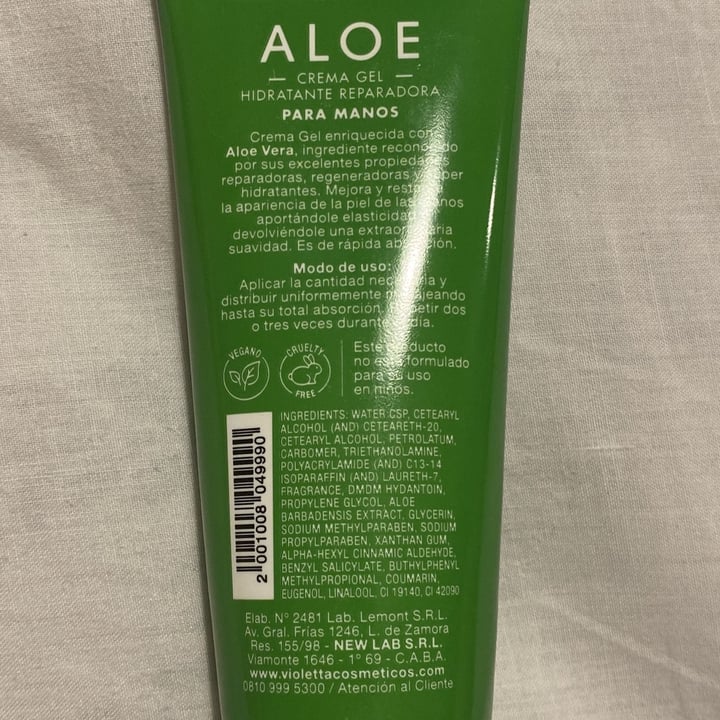 ALOE
— CREMA GEL —
HIDRATANTE REPARADORA
PARA MANOS
Crema Gel enriquecida con
Aloe Vera, ingrediente reconocido
por sus excelentes propiedades
reparadoras, regeneradoras y super
hidratantes. Mejora y restaura
la apariencia de la piel de las manos
aportándole elasticidad
devolviéndole una extraordinaria
suavidad. Es de rápida absorción.
Modo de uso:
Aplicar la cantidad necesaria y
distribuir uniformemente masajeando
hasta su total absorción. Repetir dos
o tres veces durante día.
VEGANO
CRUELTY
FREE
Este producto
no está formulado
para su uso
en niños.
INGREDIENTS: WATER CSP, CETEARYL
ALCOHOL (AND) CETEARETH-20,
CETEARYL ALCOHOL, PETROLATUM,
CARBOMER, TRIETHANOLAMINE,
POLYACRYLAMIDE (AND) C13-14
ISOPARAFFIN (AND) LAURETH-7,
FRAGRANCE, DMDM HYDANTOIN,
PROPYLENE GLYCOL, ALOE
BARBADENSIS EXTRACT, GLYCERIN,
SODIUM METHYLPARABEN, SODIUM
PROPYLPARABEN, XANTHAN GUM,
ALPHA-HEXYL CINNAMIC ALDEHYDE,
BENZYL SALICYLATE, BUTHYLPHENYL
METHYLPROPIONAL, COUMARIN,
EUGENOL, LINALOOL, CI 19140, CI 42090
2 001008 049990
Elab. N° 2481 Lab. Lemont S.R.L.
Av. Gral. Frías 1246, L. de Zamora
Res. 155/98 - NEW LAB S.R.L.
Viamonte 1646 - 1° 69 - C.A.B.A.
www.violettacosmeticos.com
0810 999 5300 / Atención al Cliente